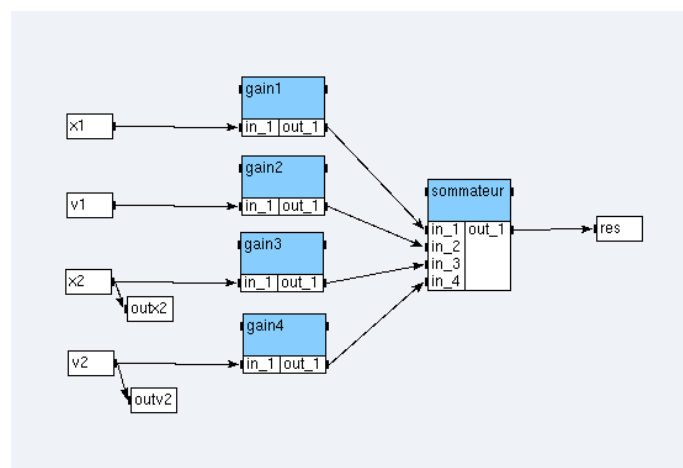 gain1
x1
in_1 out_1
gain2
sommateur
v1
in_1 out_1
in_1 out_1
res
in_2
gain3
in_3
x2
in_1 out_1
in_4
outx2
gain4
v2
in_1 out_1
outv2